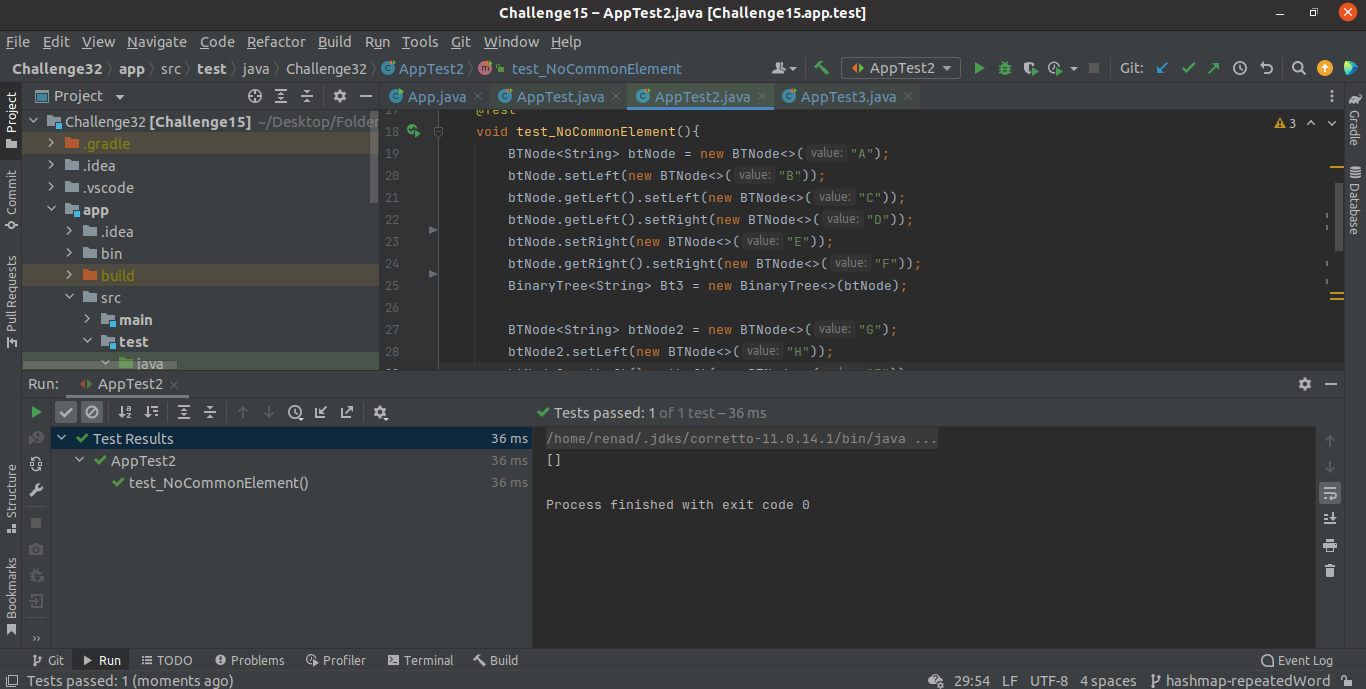 Challenge15 – AppTest2.java [Challenge15.app.test]
File Edit View Navigate Code Refactor Build Run Tools Git Window Help
Challenge32 app src test java Challenge32 AppTest2 test_NoCommonElement AppTest2 Git:
Project
Project
App.java AppTest.java AppTest2.java AppTest3.java
Challenge32 [Challenge15] ~/Desktop/Folder
.gradle
.idea
.vscode
app
.idea
bin
build
src
main
test
java
Commit
Pull Requests
17 @Test
18 void test_NoCommonElement(){
19 BTNode<String> btNode = new BTNode<>( value: "A");
20 btNode.setLeft(new BTNode<>( value: "B"));
21 btNode.getLeft().setLeft(new BTNode<>( value: "C"));
22 btNode.getLeft().setRight(new BTNode<>( value: "D"));
23 btNode.setRight(new BTNode<>( value: "E"));
24 btNode.getRight().setRight(new BTNode<>( value: "F"));
25 BinaryTree<String> Bt3 = new BinaryTree<>(btNode);
26
27 BTNode<String> btNode2 = new BTNode<>( value: "G");
28 btNode2.setLeft(new BTNode<>( value: "H"));
3
Gradle
Database
Run: AppTest2
Tests passed: 1 of 1 test – 36 ms
Test Results 36 ms
AppTest2 36 ms
test_NoCommonElement() 36 ms
/home/renad/.jdks/corretto-11.0.14.1/bin/java ...
[]
Process finished with exit code 0
Structure
Bookmarks
Git Run TODO Problems Profiler Terminal Build Event Log
Tests passed: 1 (moments ago) 29:54 LF UTF-8 4 spaces hashmap-repeatedWord